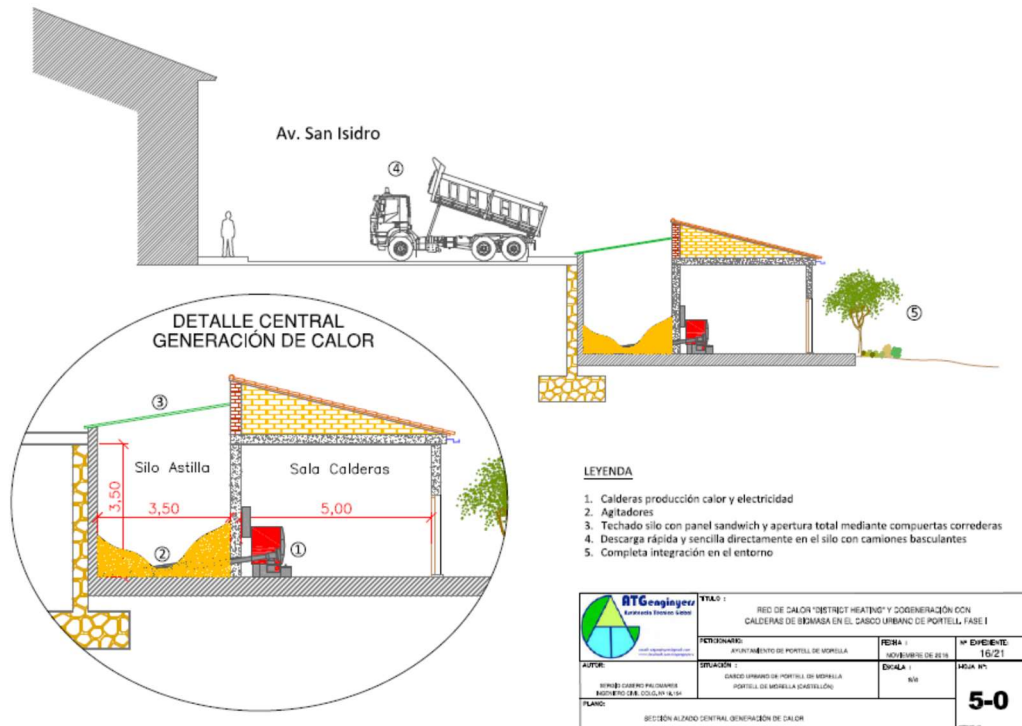 Av. San Isidro
④
⑤
DETALLE CENTRAL
GENERACIÓN DE CALOR
③
Silo Astilla
Sala Calderas
3,50
3,50
5,00
②
①
LEYENDA
1. Calderas producción calor y electricidad
2. Agitadores
3. Techado silo con panel sandwich y apertura total mediante compuertas correderas
4. Descarga rápida y sencilla directamente en el silo con camiones basculantes
5. Completa integración en el entorno
ATGenginyers
TITULO :
RED DE CALOR "DISTRICT HEATING" Y COGENERACIÓN CON
CALDERAS DE BIOMASA EN EL CASCO URBANO DE PORTELL. FASE I
PETICIONARIO:
AYUNTAMIENTO DE PORTELL DE MORELLA
FECHA :
NOVIEMBRE DE 2016
Nº EXPEDIENTE:
16/21
AUTOR:
SERGIO CASERO PALOMARES
SITUACIÓN :
CASCO URBANO DE PORTELL DE MORELLA
PORTELL DE MORELLA (CASTELLÓN)
ESCALA :
HOJA Nº:
5-0
PLANO:
SECCIÓN ALZADO CENTRAL GENERACIÓN DE CALOR